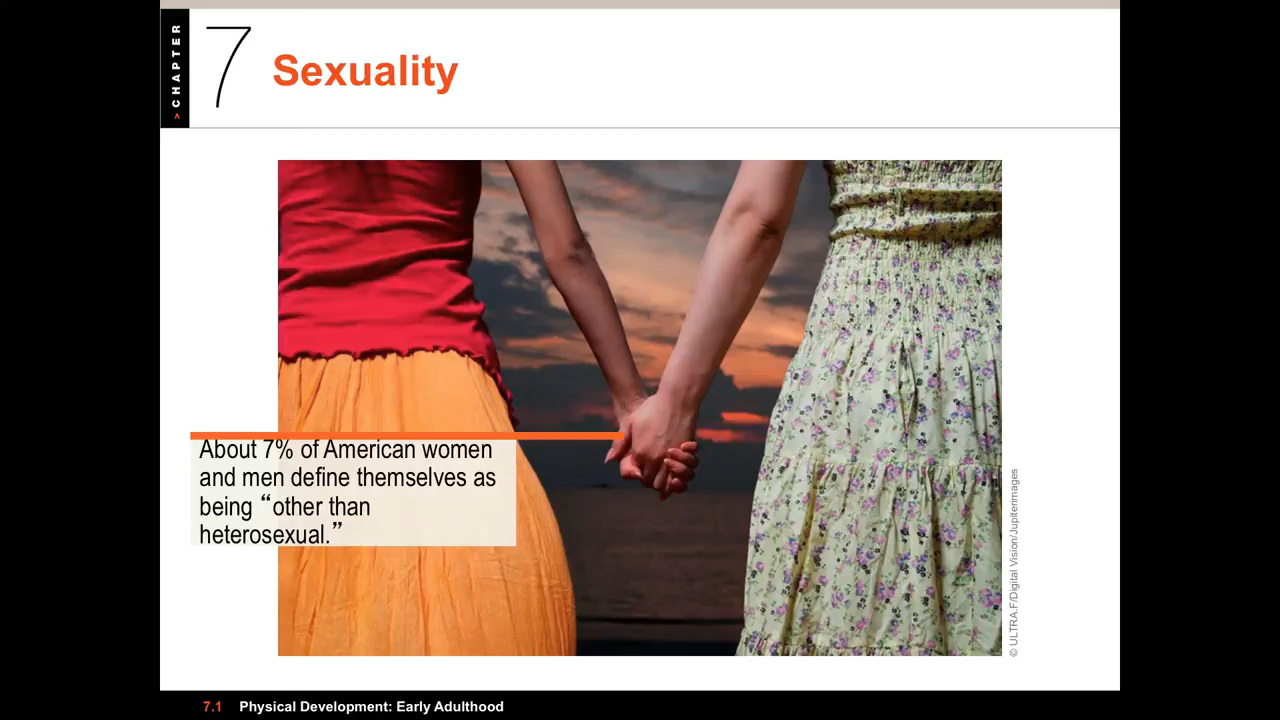 > CHAPTER
7
Sexuality
About 7% of American women
and men define themselves as
being “other than
heterosexual.”
© ULTRA.F/Digital Vision/Jupiterimages
7.1 Physical Development: Early Adulthood